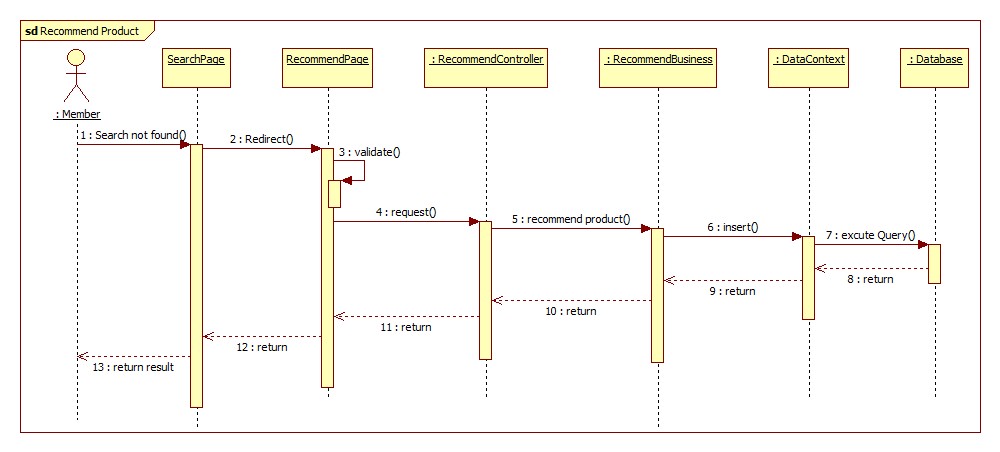 sd Recommend Product
SearchPage
RecommendPage
: RecommendController
: RecommendBusiness
: DataContext
: Database
: Member
1 : Search not found()
2 : Redirect()
3 : validate()
4 : request()
5 : recommend product()
6 : insert()
7 : excute Query()
8 : return
9 : return
10 : return
11 : return
12 : return
13 : return result